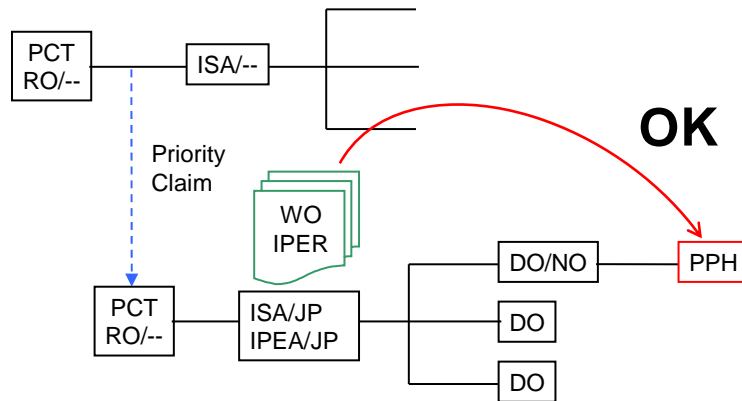 PCT
RO/--
ISA/--
OK
Priority
Claim
WO
IPER
DO/NO
PPH
PCT
RO/--
ISA/JP
IPEA/JP
DO
DO